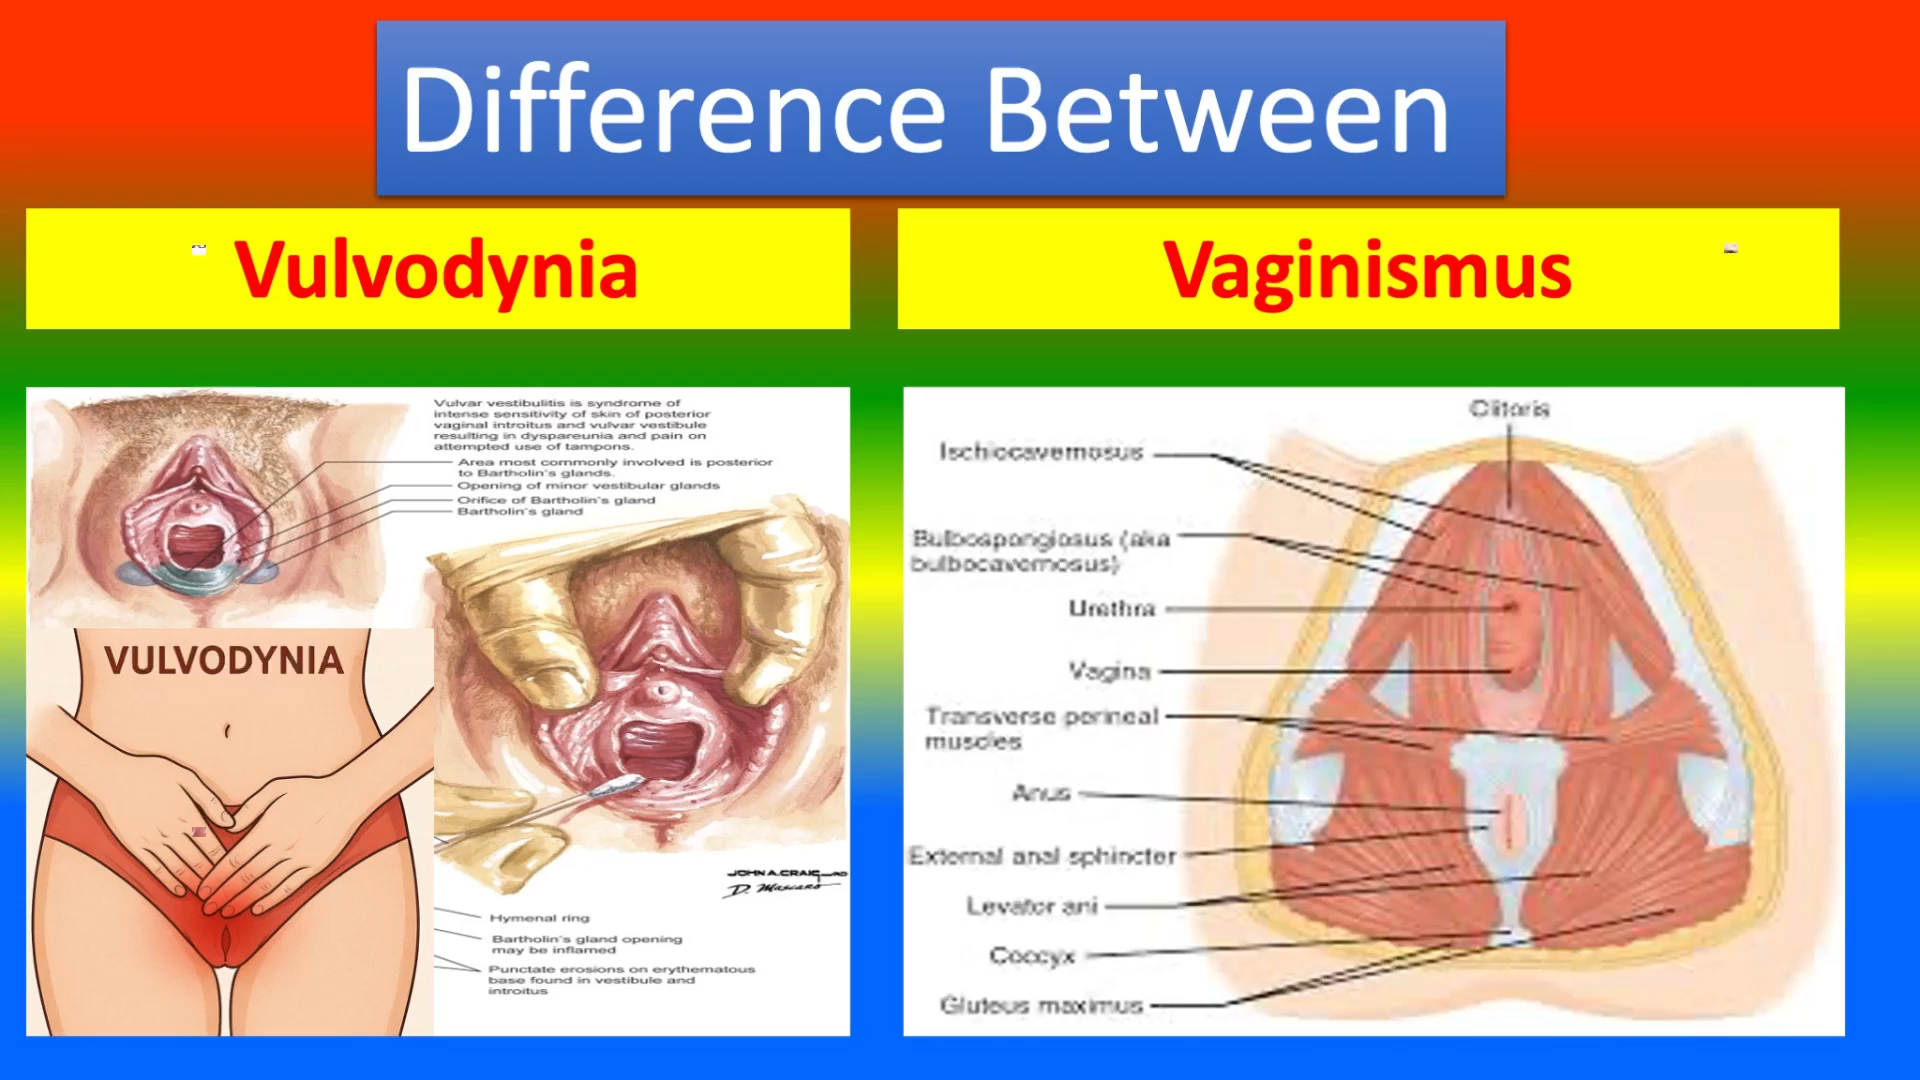 Difference Between
Vulvodynia
Vaginismus
Vulvar vestibulitis is syndrome of
intense sensitivity of skin of posterior
vaginal introitus and vulvar vestibule
resulting in dyspareunia and pain on
attempted use of tampons.
Area most commonly involved is posterior
to Bartholin's glands.
Opening of minor vestibular glands
Orifice of Bartholin's gland
Bartholin's gland
VULVODYNIA
JOHN A. CRAIG MD
D. Mascaro
Hymenal ring
Bartholin's gland opening
may be inflamed
Punctate erosions on erythematous
base found in vestibule and
introitus
Clitoris
Ischiocavernosus
Bulbospongiosus (aka
bulbocavernosus)
Urethra
Vagina
Transverse perineal
muscles
Anus
External anal sphincter
Levator ani
Coccyx
Gluteus maximus